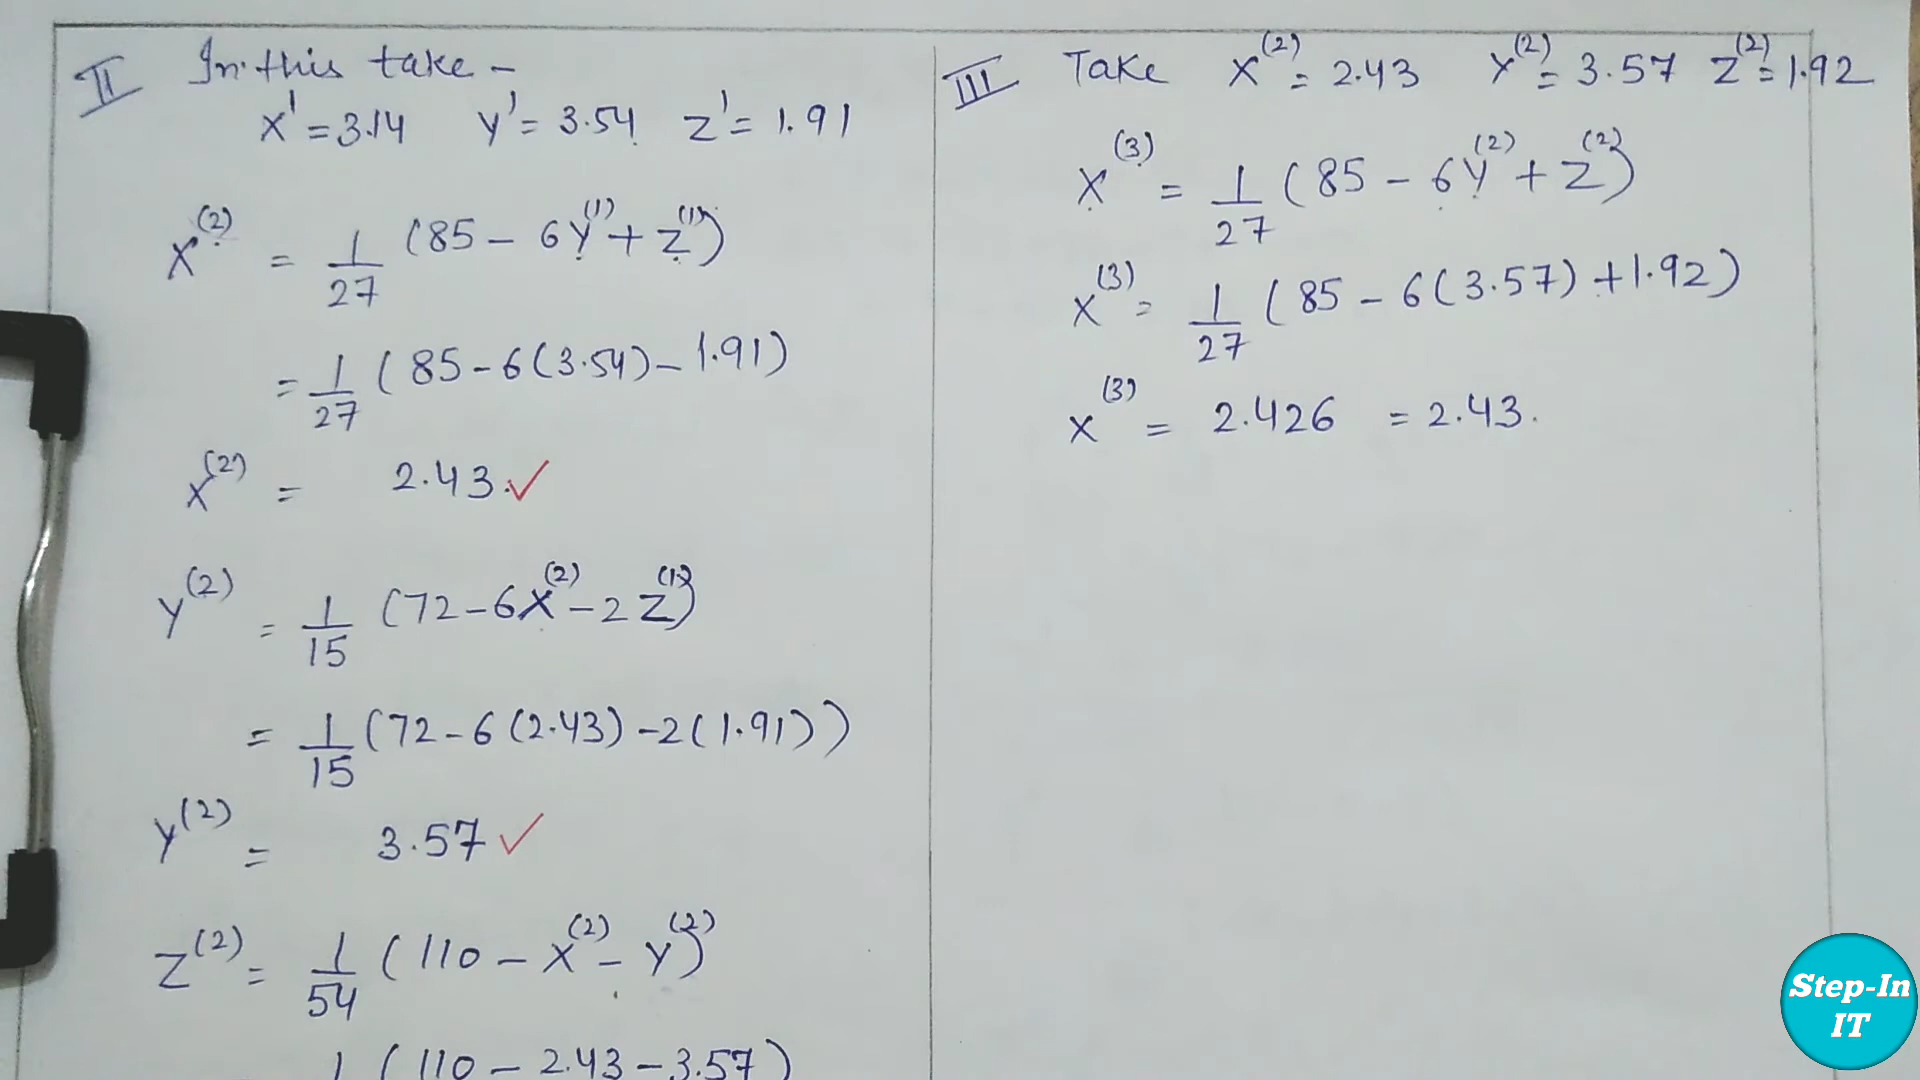 II In this take -
X' = 3.14 Y' = 3.54 Z' = 1.91
X^(2) = 1/27 (85 - 6Y^(1) + Z^(1))
= 1/27 (85 - 6(3.54) - 1.91)
X^(2) = 2.43 ✓
Y^(2) = 1/15 (72 - 6X^(2) - 2Z^(1))
= 1/15 (72 - 6(2.43) - 2(1.91))
Y^(2) = 3.57 ✓
Z^(2) = 1/54 (110 - X^(2) - Y^(2))
1 (110 - 2.43 - 3.57)
III Take X^(2) = 2.43 Y^(2) = 3.57 Z^(2) = 1.92
X^(3) = 1/27 (85 - 6Y^(2) + Z^(2))
X^(3) = 1/27 (85 - 6(3.57) + 1.92)
X^(3) = 2.426 = 2.43.
Step-In
IT